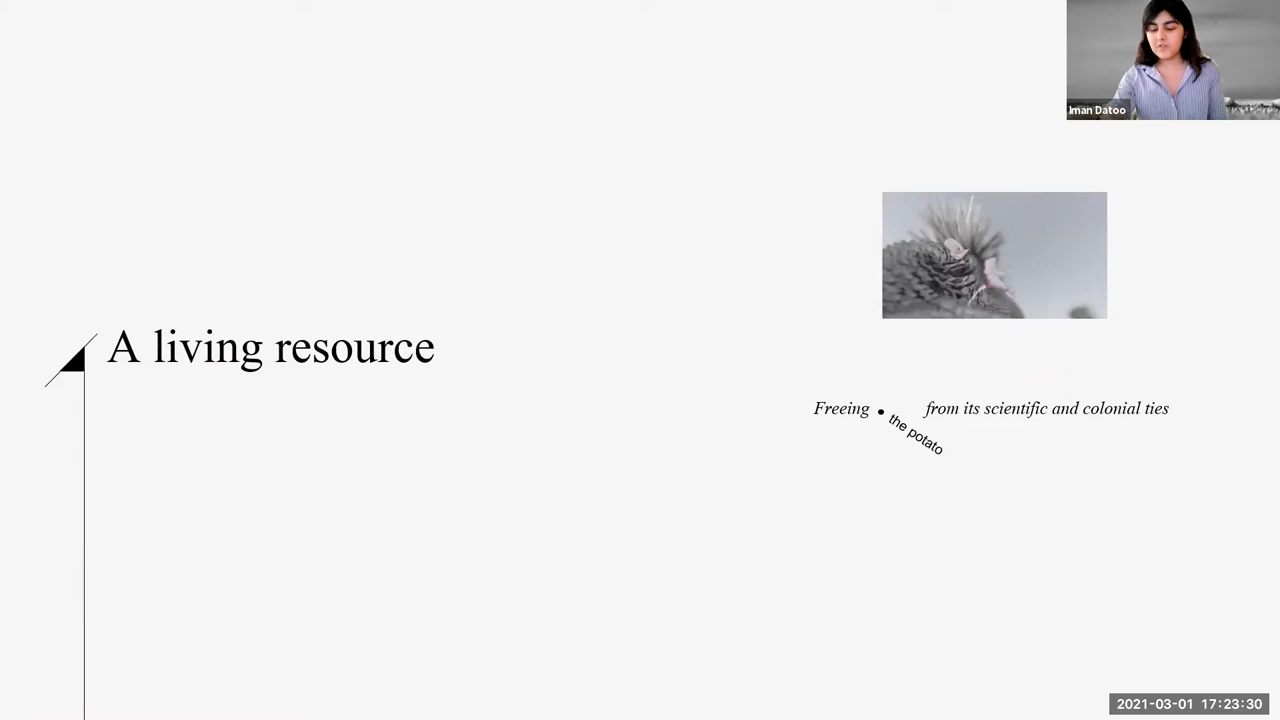 Iman Datoo
A living resource
Freeing • the potato from its scientific and colonial ties
2021-03-01 17:23:30